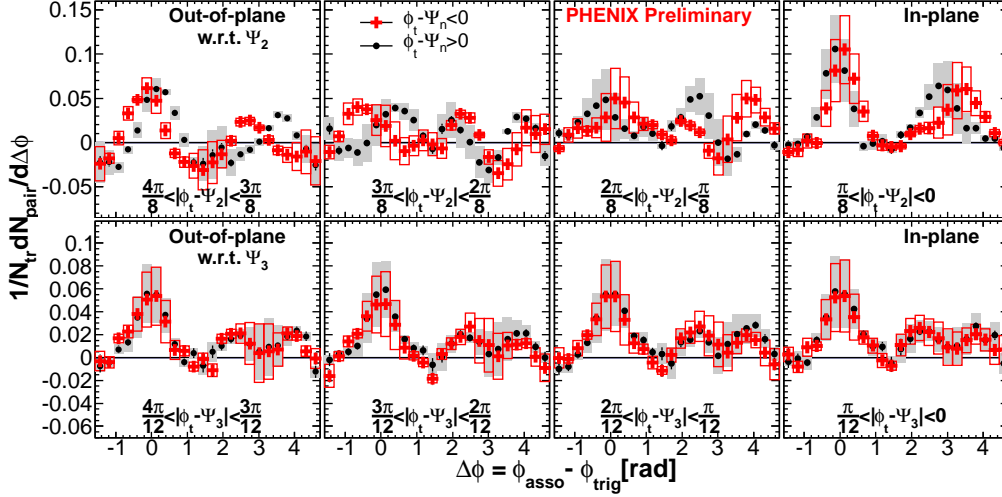 0.15
0.1
0.05
0
-0.05
Out-of-plane
w.r.t. Ψ2
4π/8<|ϕt-Ψ2|<3π/8
ϕt-Ψn<0
ϕt-Ψn>0
3π/8<|ϕt-Ψ2|<2π/8
PHENIX Preliminary
2π/8<|ϕt-Ψ2|<π/8
In-plane
π/8<|ϕt-Ψ2|<0
1/NtrdNpair/dΔϕ
0.1
0.08
0.06
0.04
0.02
0
-0.02
-0.04
-0.06
Out-of-plane
w.r.t. Ψ3
4π/12<|ϕt-Ψ3|<3π/12
3π/12<|ϕt-Ψ3|<2π/12
2π/12<|ϕt-Ψ3|<π/12
In-plane
π/12<|ϕt-Ψ3|<0
-1 0 1 2 3 4 -1 0 1 2 3 4 -1 0 1 2 3 4 -1 0 1 2 3 4
Δϕ = ϕasso- ϕtrig[rad]